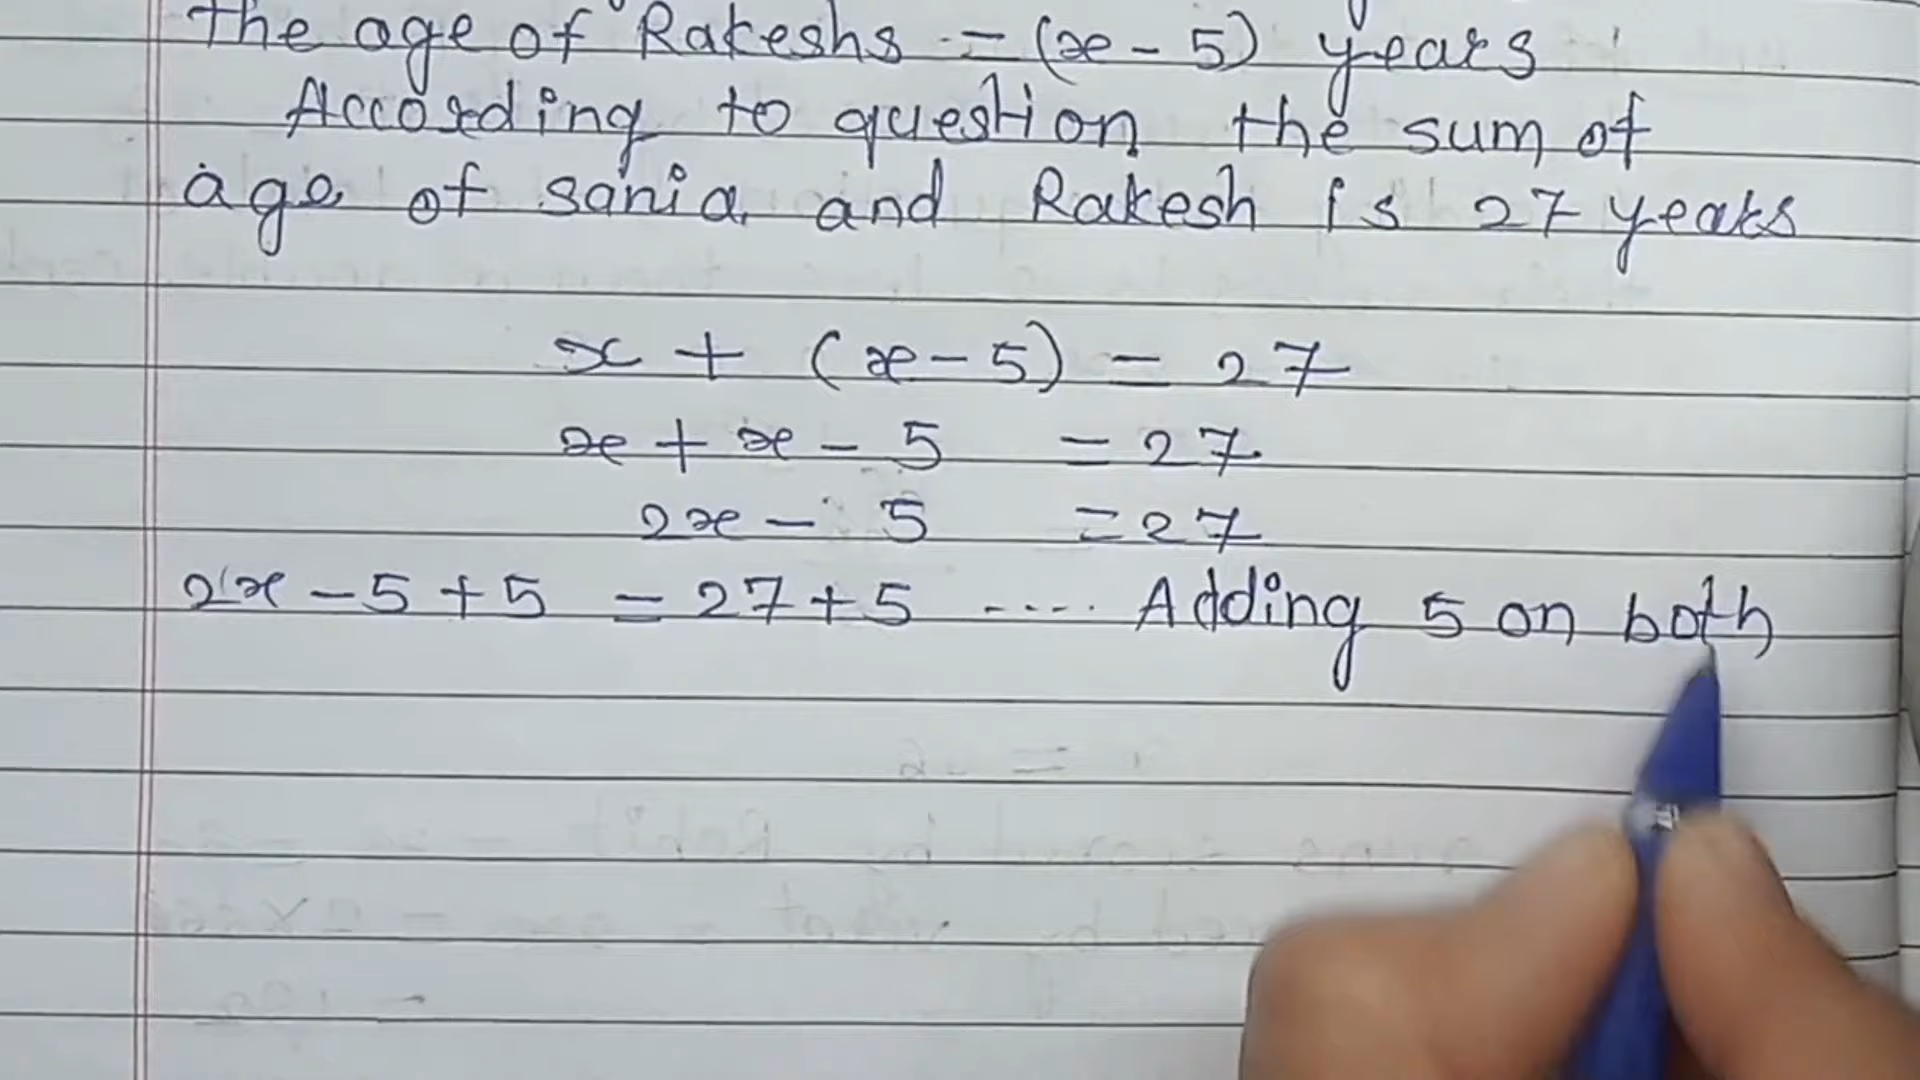 The age of Rakeshs = (x - 5) years
According to question the sum of
age of sania and Rakesh is 27 years
x + (x - 5) = 27
x + x - 5 = 27
2x - 5 = 27
2x - 5 + 5 = 27 + 5 .... Adding 5 on both